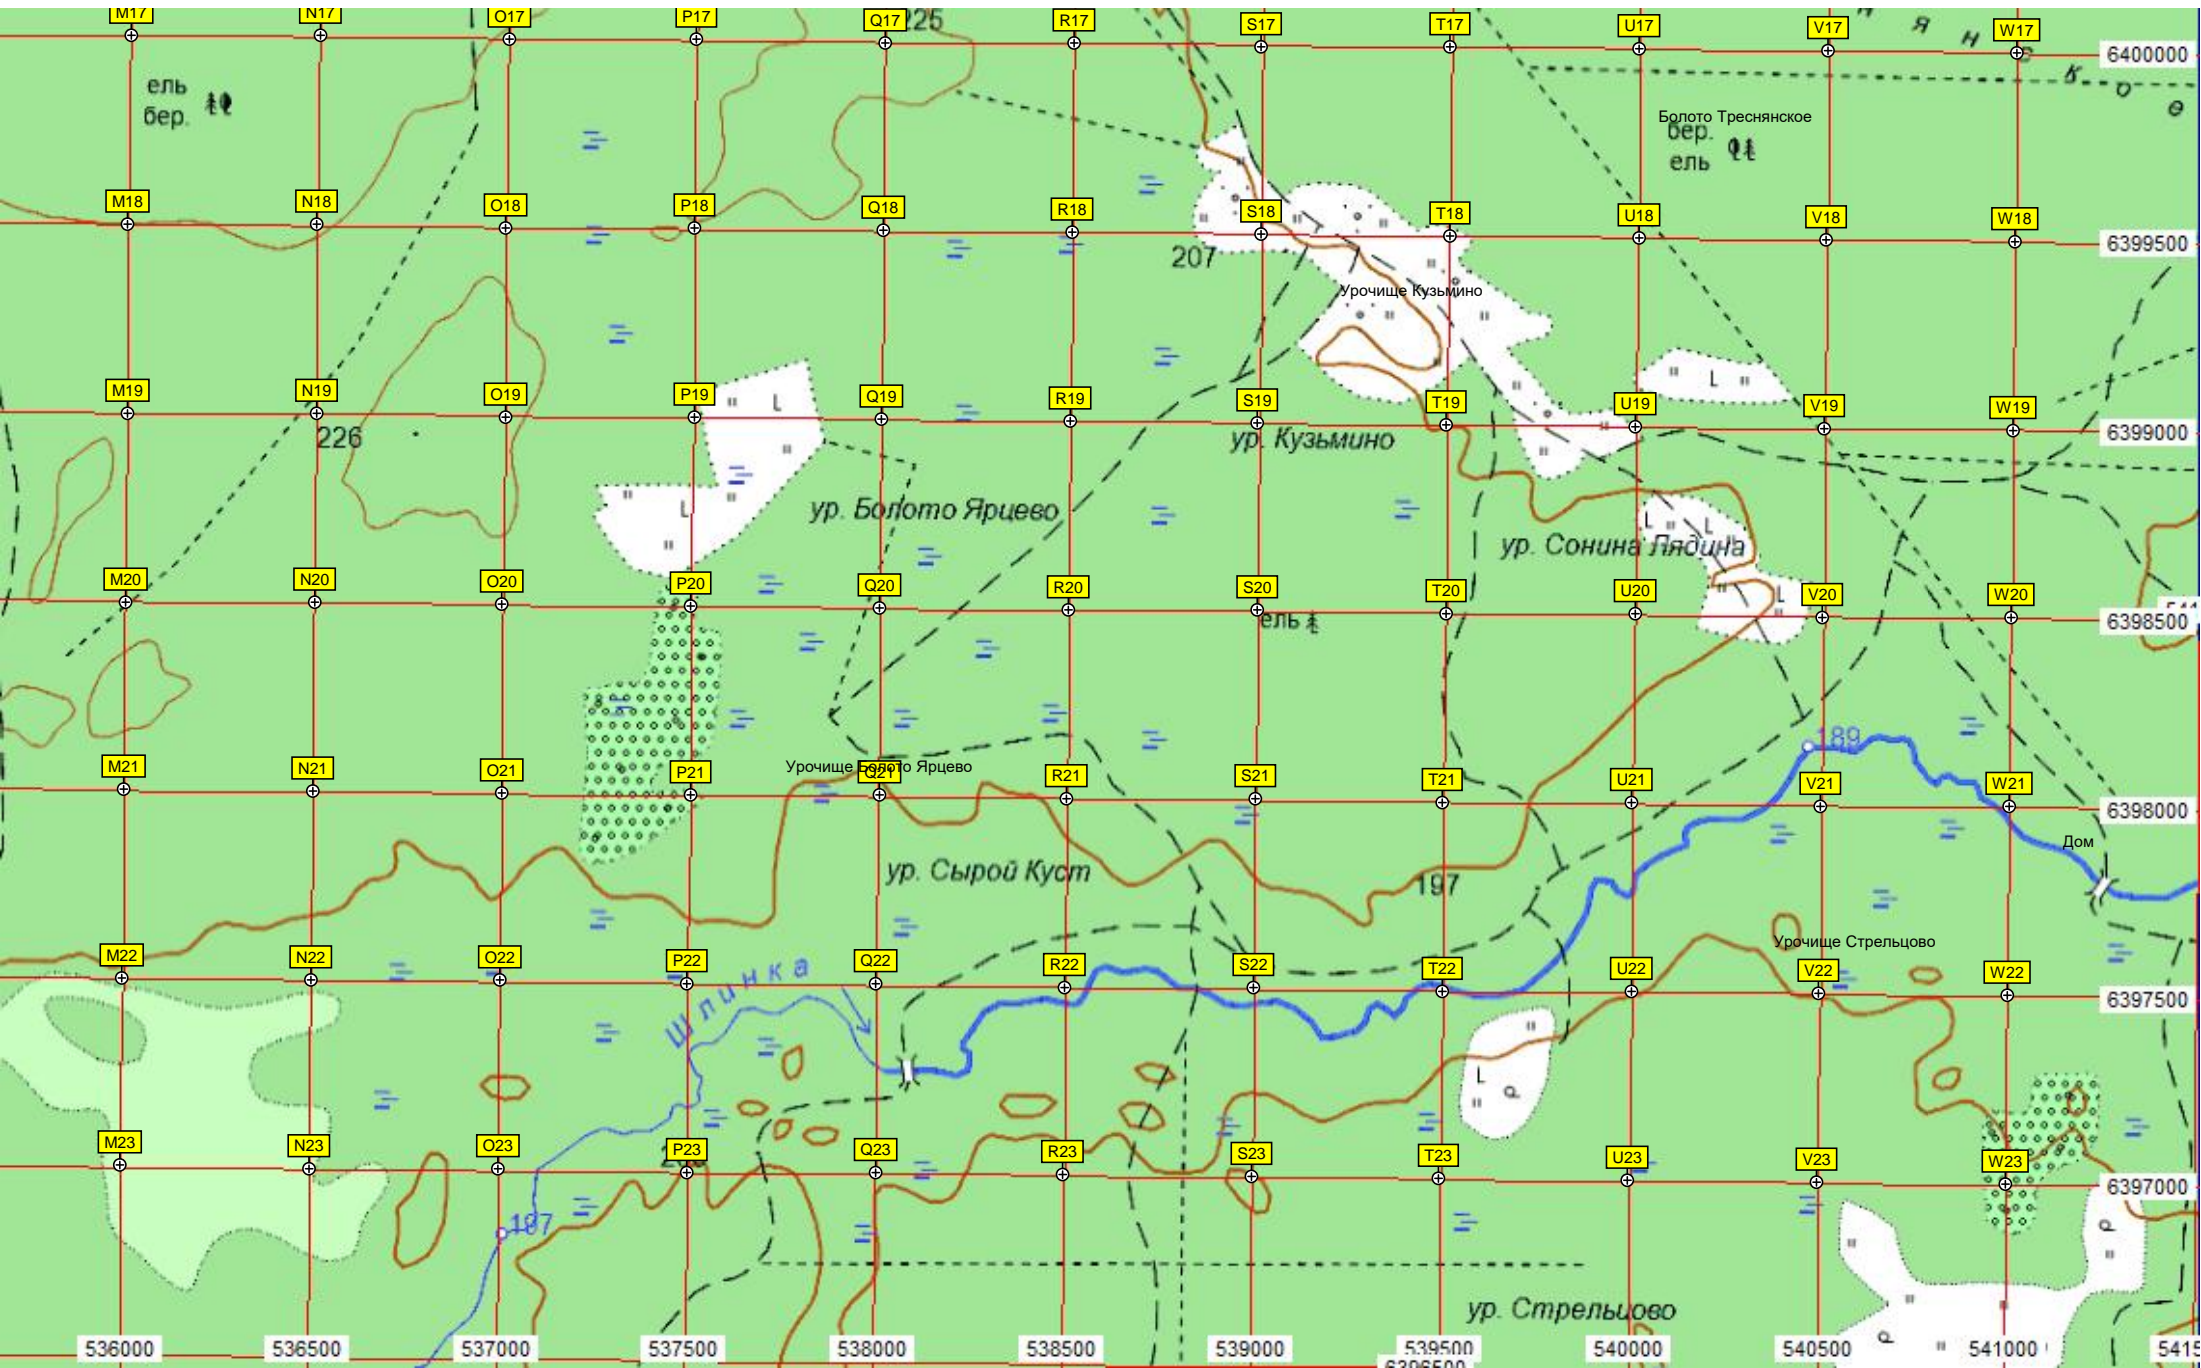 M17 N17 O17 P17 Q17 225 R17 S17 T17 U17 V17 W17
н я н с к о е
6400000
ель
бер.
Болото Треснянское
бер.
ель
M18 N18 O18 P18 Q18 R18 S18 T18 U18 V18 W18
6399500
207
Урочище Кузьмино
L L
M19 N19 O19 P19 Q19 R19 S19 T19 U19 V19 W19
6399000
226
ур. Кузьмино
ур. Болото Ярцево
L
L L
ур. Сонина Лядина
M20 N20 O20 P20 Q20 R20 S20 T20 U20 V20 W20
L
6398500
ель
189
Урочище Болото Ярцево
M21 N21 O21 P21 Q21 R21 S21 T21 U21 V21 W21
6398000
Дом
ур. Сырой Куст
197
Урочище Стрельцово
M22 N22 O22 P22 Q22 R22 S22 T22 U22 V22 W22
Шлинка
6397500
L р
M23 N23 O23 P23 Q23 R23 S23 T23 U23 V23 W23
6397000
187
р
ур. Стрельцово
р
536000 536500 537000 537500 538000 538500 539000 539500 540000 540500 541000 5415
6396500